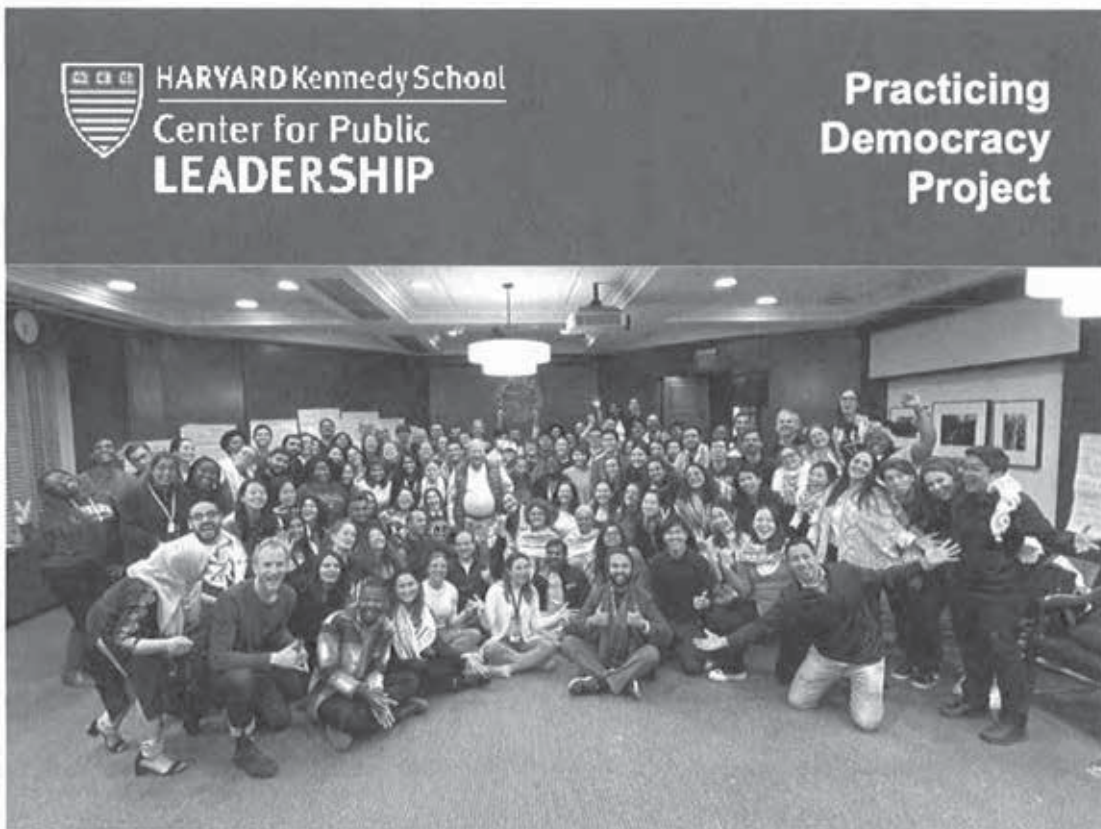 HARVARD Kennedy School
Center for Public
LEADERSHIP
Practicing
Democracy
Project